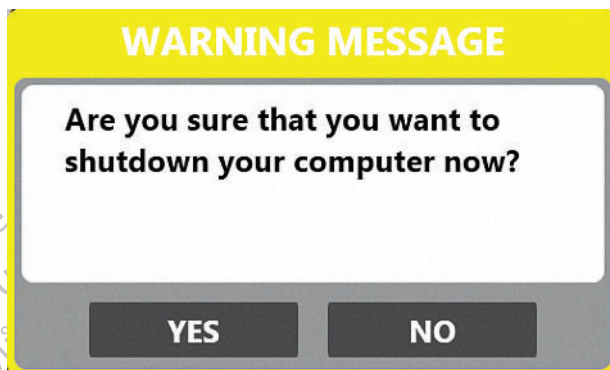 WARNING MESSAGE
Are you sure that you want to
shutdown your computer now?
YES
NO